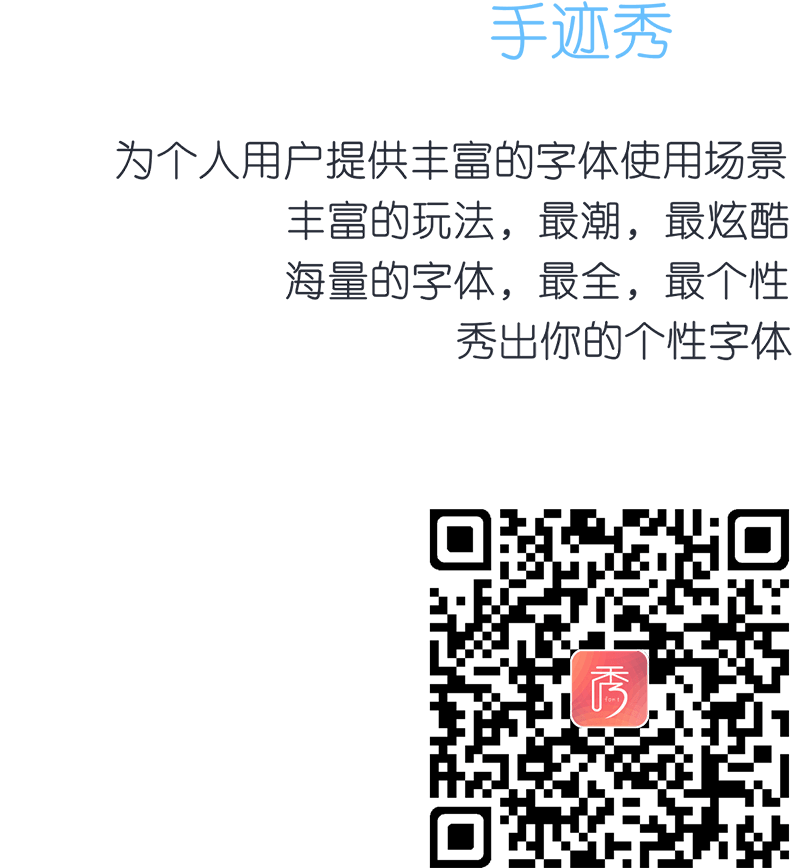 手迹秀
为个人用户提供丰富的字体使用场景
丰富的玩法，最潮，最炫酷
海量的字体，最全，最个性
秀出你的个性字体
秀